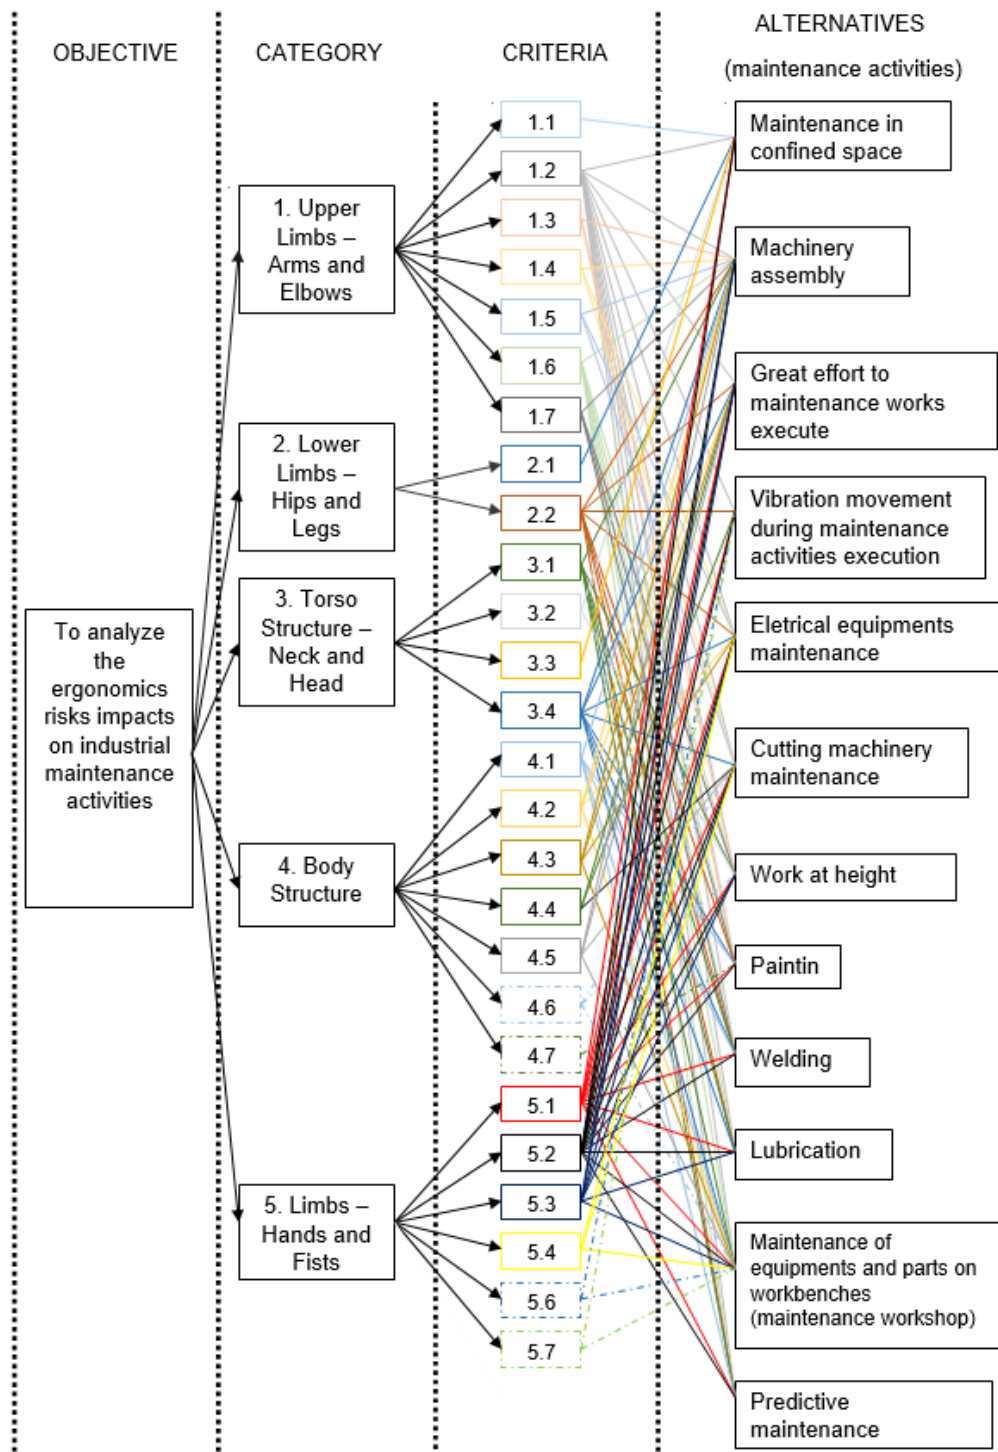 OBJECTIVE
CATEGORY
CRITERIA
ALTERNATIVES
(maintenance activities)
To analyze
the
ergonomics
risks impacts
on industrial
maintenance
activities
1. Upper
Limbs –
Arms and
Elbows
2. Lower
Limbs –
Hips and
Legs
3. Torso
Structure –
Neck and
Head
4. Body
Structure
5. Limbs –
Hands and
Fists
1.1
1.2
1.3
1.4
1.5
1.6
1.7
2.1
2.2
3.1
3.2
3.3
3.4
4.1
4.2
4.3
4.4
4.5
4.6
4.7
5.1
5.2
5.3
5.4
5.6
5.7
Maintenance in
confined space
Machinery
assembly
Great effort to
maintenance works
execute
Vibration movement
during maintenance
activities execution
Eletrical equipments
maintenance
Cutting machinery
maintenance
Work at height
Paintin
Welding
Lubrication
Maintenance of
equipments and parts on
workbenches
(maintenance workshop)
Predictive
maintenance